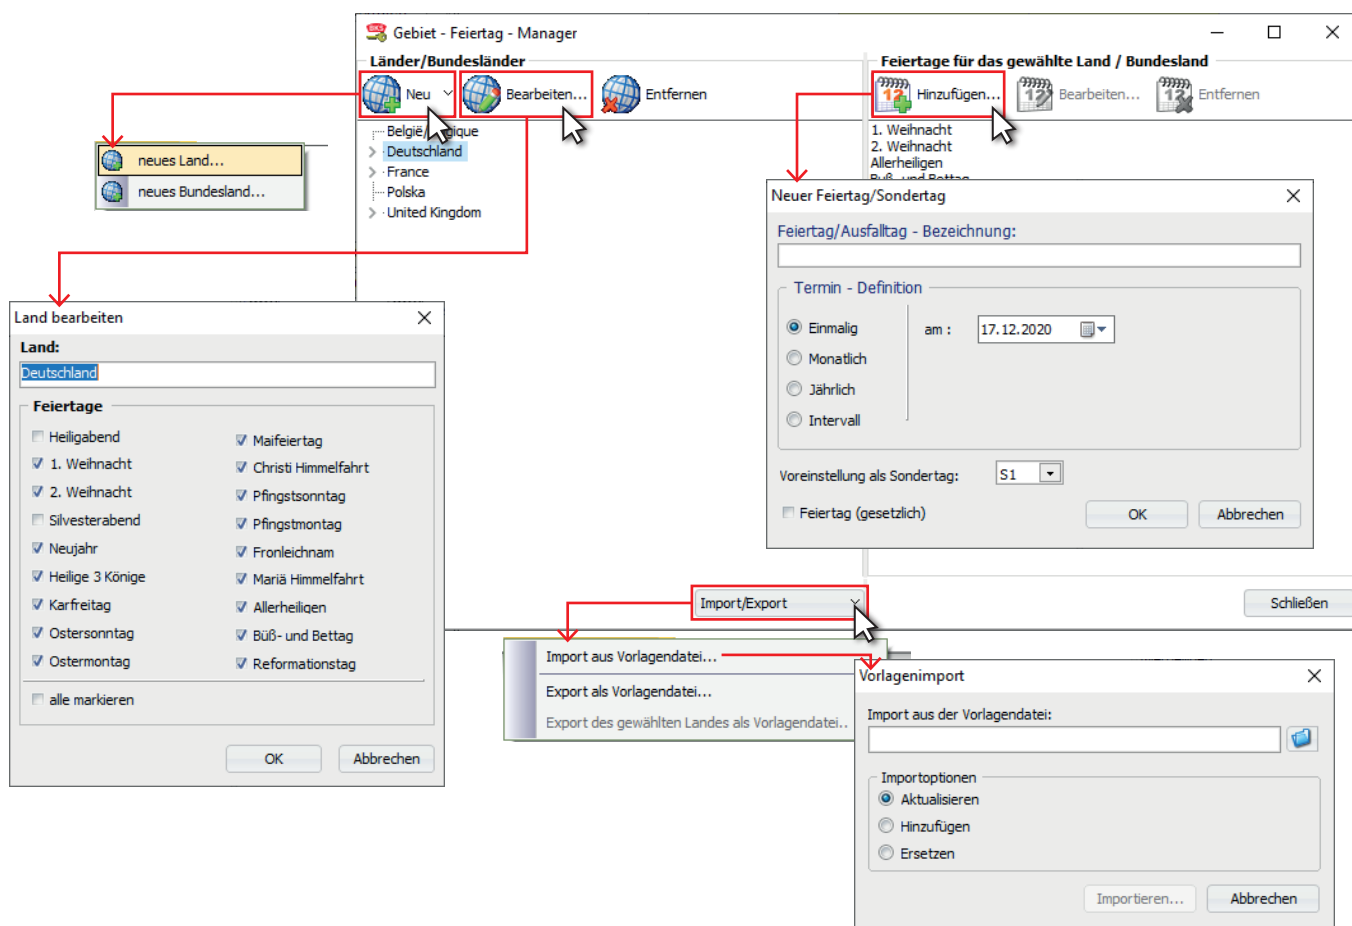 Gebiet - Feiertag - Manager
Länder/Bundesländer
Neu
Bearbeiten...
Entfernen
Deutschland
France
Polska
United Kingdom
Feiertage für das gewählte Land / Bundesland
Hinzufügen...
Bearbeiten...
Entfernen
1. Weihnacht
2. Weihnacht
Allerheiligen
Buß- und Bettag
neues Land...
neues Bundesland...
Neuer Feiertag/Sondertag
Feiertag/Ausfalltag - Bezeichnung:
Termin - Definition
Einmalig
am :
17.12.2020
Monatlich
Jährlich
Intervall
Voreinstellung als Sondertag:
S1
Feiertag (gesetzlich)
OK
Abbrechen
Land bearbeiten
Land:
Deutschland
Feiertage
Heiligabend
1. Weihnacht
2. Weihnacht
Silvesterabend
Neujahr
Heilige 3 Könige
Karfreitag
Ostersonntag
Ostermontag
Maifeiertag
Christi Himmelfahrt
Pfingstsonntag
Pfingstmontag
Fronleichnam
Mariä Himmelfahrt
Allerheiligen
Büß- und Bettag
Reformationstag
alle markieren
OK
Abbrechen
Import/Export
Schließen
Import aus Vorlagendatei...
Export als Vorlagendatei...
Export des gewählten Landes als Vorlagendatei..
Vorlagenimport
Import aus der Vorlagendatei:
Importoptionen
Aktualisieren
Hinzufügen
Ersetzen
Importieren...
Abbrechen